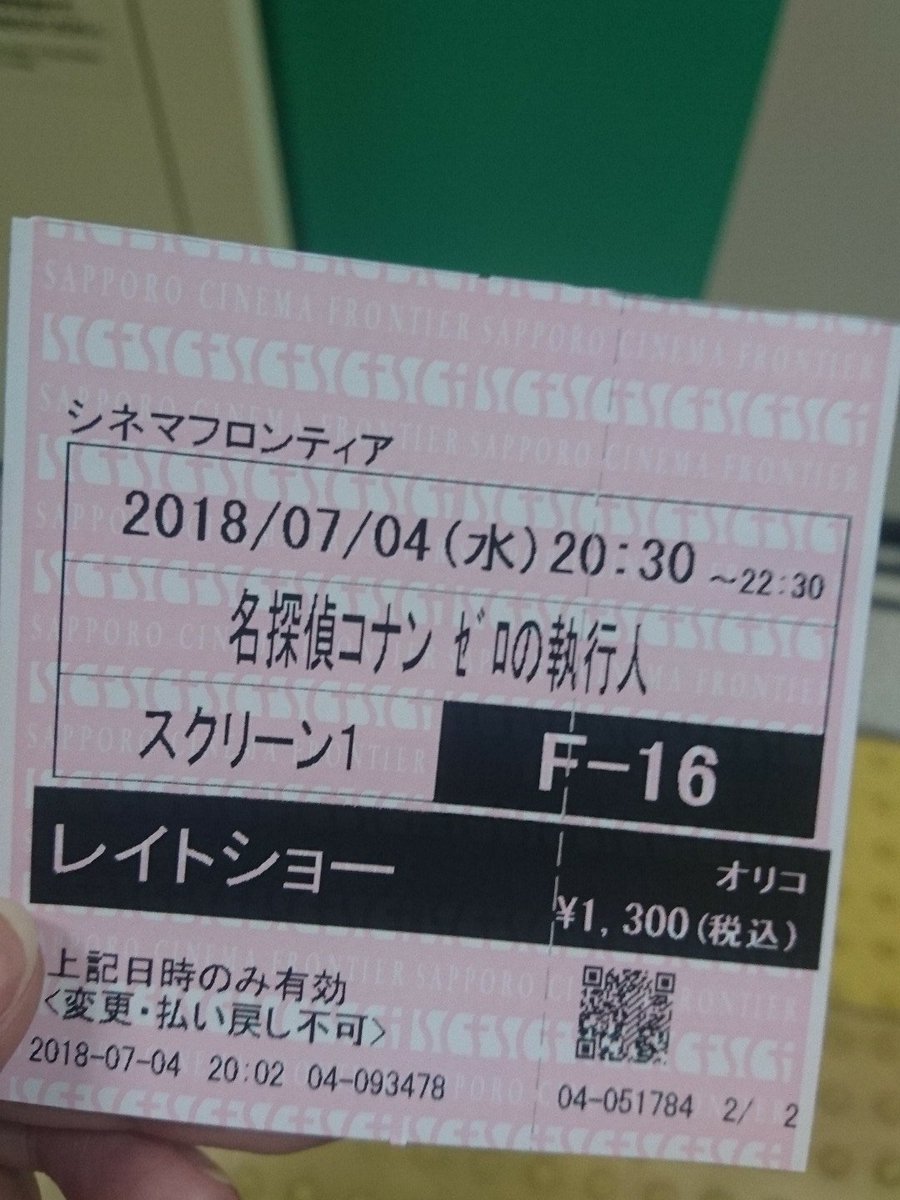 SAPPORO CINEMA FRONTIER SAPPORO CINEMA FRONTIER
シネマフロンティア
2018/07/04(水)20:30 ~22:30
名探偵コナン ゼロの執行人
スクリーン1
F-16
レイトショー
オリコ
¥1,300(税込)
上記日時のみ有効
<変更・払い戻し不可>
2018-07-04 20:02 04-093478
04-051784 2/ 2